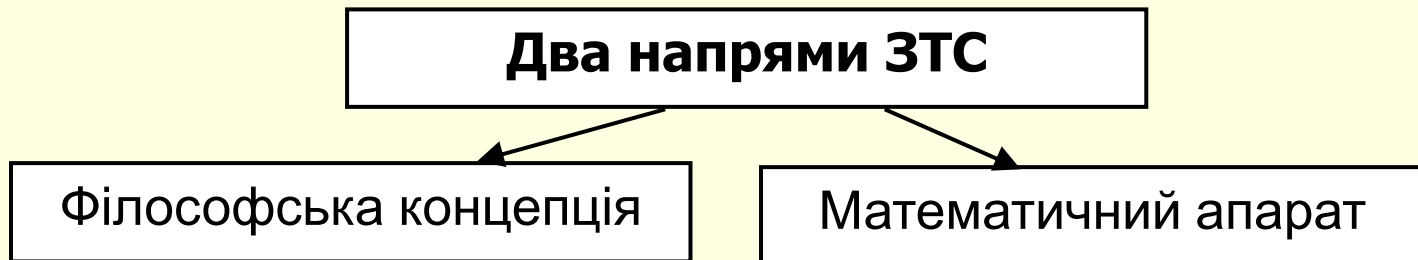 Два напрями ЗТС
Філософська концепція
Математичний апарат